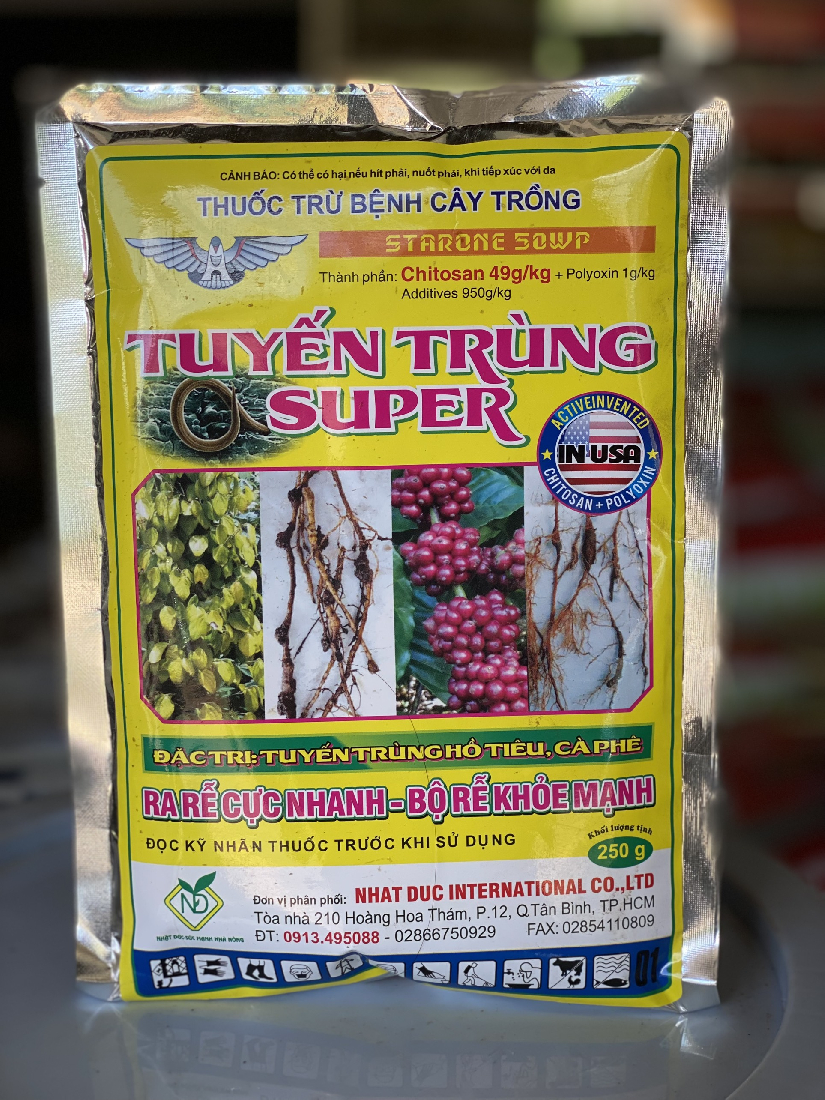 CẢNH BÁO: Có thể có hại nếu hít phải, nuốt phải, khi tiếp xúc với da
THUỐC TRỪ BỆNH CÂY TRỒNG
STARONE 50WP
Thành phần: Chitosan 49g/kg + Polyoxin 1g/kg
Additives 950g/kg
TUYẾN TRÙNG
SUPER
ACTIVEINVENTED
IN USA
CHITOSAN + POLYOXIN
ĐẶC TRỊ: TUYẾN TRÙNG HỒ TIÊU, CÀ PHÊ
RA RỄ CỰC NHANH - BỘ RỄ KHỎE MẠNH
ĐỌC KỸ NHÃN THUỐC TRƯỚC KHI SỬ DỤNG
Khối lượng tịnh
250 g
ND
Đơn vị phân phối: NHAT DUC INTERNATIONAL CO.,LTD
Tòa nhà 210 Hoàng Hoa Thám, P.12, Q.Tân Bình, TP.HCM
ĐT: 0913.495088 - 02866750929 FAX: 02854110809
01